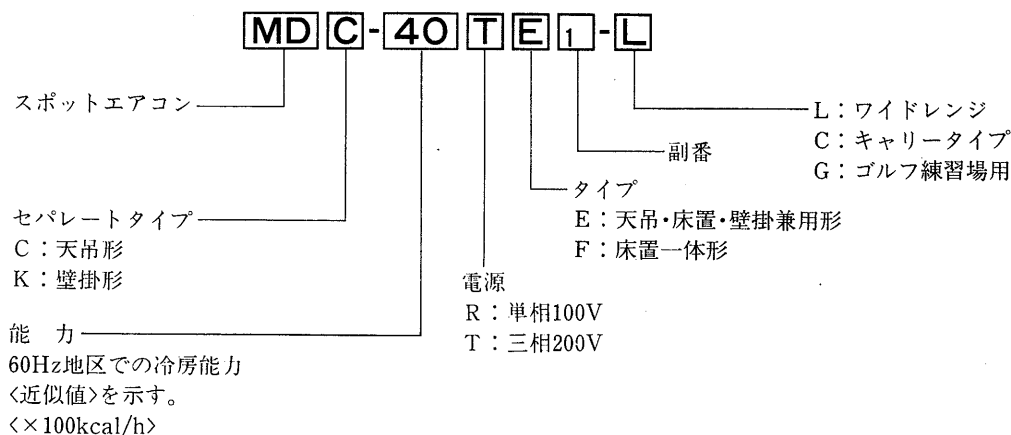 MDC-40TE1-L
スポットエアコン
L：ワイドレンジ
C：キャリータイプ
G：ゴルフ練習場用
副番
タイプ
E：天吊・床置・壁掛兼用形
F：床置一体形
セパレートタイプ
C：天吊形
K：壁掛形
電源
R：単相100V
T：三相200V
能　力
60Hz地区での冷房能力
〈近似値〉を示す。
〈×100kcal/h〉